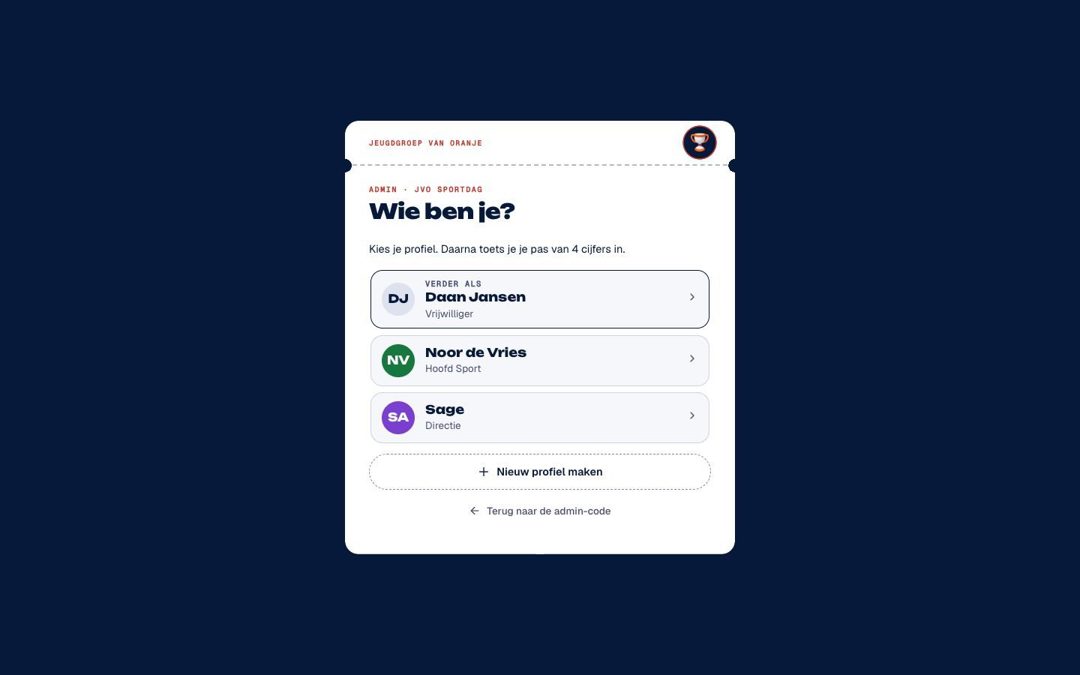 JEUGDGROEP VAN ORANJE
ADMIN · JVO SPORTDAG
Wie ben je?
Kies je profiel. Daarna toets je je pas van 4 cijfers in.
VERDER ALS
DJ Daan Jansen
Vrijwilliger
NV Noor de Vries
Hoofd Sport
SA Sage
Directie
Nieuw profiel maken
Terug naar de admin-code